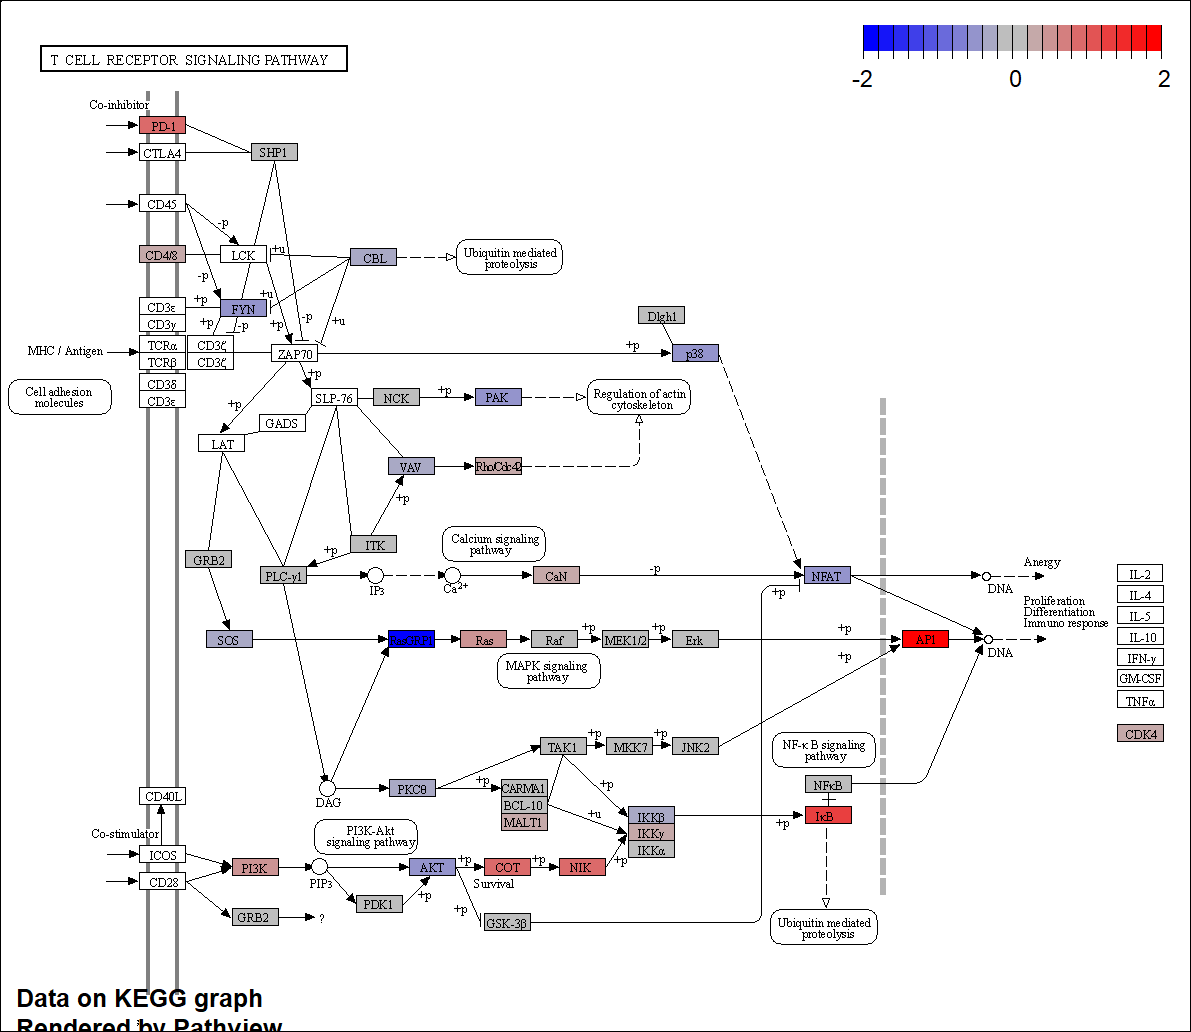 T CELL RECEPTOR SIGNALING PATHWAY
-2 0 2
Co-inhibitor
PD-1
CTLA4
SHP1
CD45
-p
CD4/8
LCK
+u
CBL
Ubiquitin mediated
proteolysis
-p
CD3ε
+p
FYN
+u
CD3γ
+p
-p
+p
-p
+u
Dlgh1
MHC / Antigen
TCRα
CD3ζ
TCRβ
CD3ζ
ZAP70
+p
p38
CD3δ
CD3ε
Cell adhesion
molecules
+p
SLP-76
NCK
+p
PAK
Regulation of actin
cytoskeleton
+p
GADS
LAT
VAV
Rho/Cdc42
+p
ITK
Calcium signaling
pathway
GRB2
+p
PLC-γ1
IP3
Ca2+
CaN
-p
NFAT
+p
DNA
Anergy
IL-2
IL-4
IL-5
IL-10
IFN-γ
GM-CSF
TNFα
CDK4
Proliferation
Differentiation
Immuno response
SOS
RasGRP1
Ras
Raf
+p
MEK1/2
+p
Erk
+p
AP1
DNA
MAPK signaling
pathway
+p
TAK1
+p
MKK7
+p
JNK2
NF-κB signaling
pathway
DAG
PKCθ
+p
CARMA1
BCL-10
MALT1
+p
+u
IKKβ
IKKγ
IKKα
+p
NFκB
IκB
CD40L
Co-stimulator
ICOS
CD28
PI3K-Akt
signaling pathway
PI3K
PIP3
AKT
+p
COT
+p
NIK
+p
Survival
PDK1
+p
+p
GSK-3β
GRB2
?
Ubiquitin mediated
proteolysis
Data on KEGG graph
Rendered by Pathview